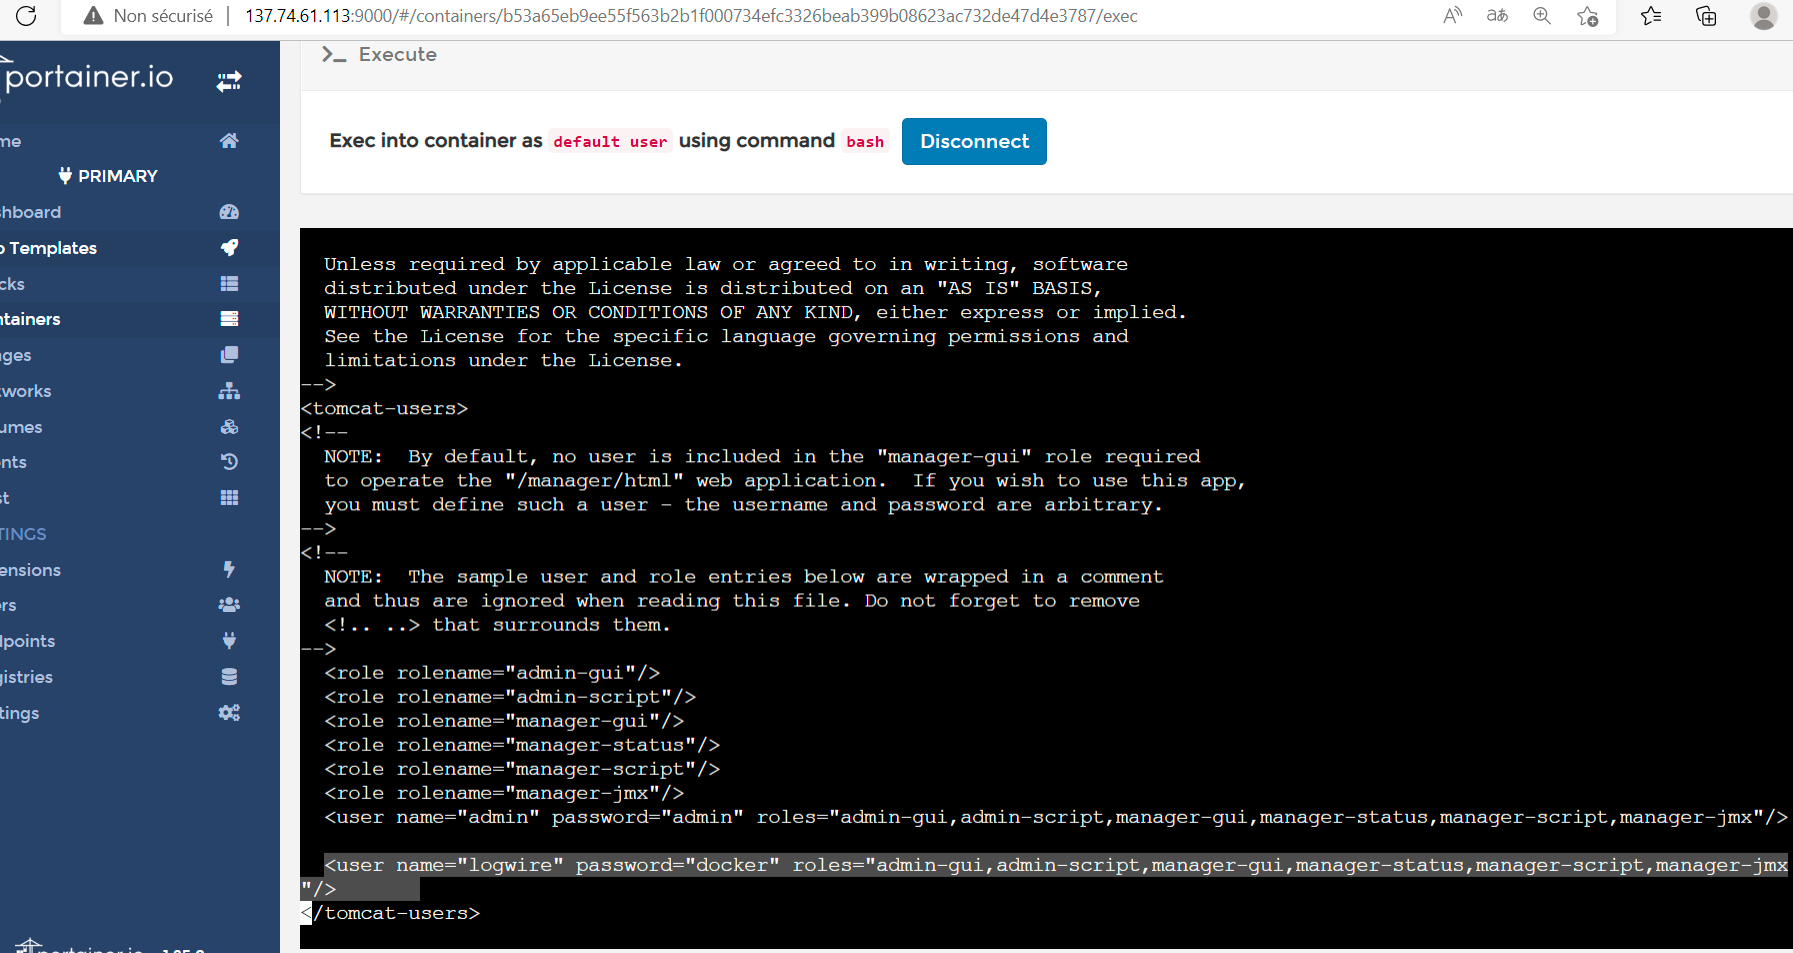 Non sécurisé | 137.74.61.113:9000/#/containers/b53a65eb9ee55f563b2b1f000734efc3326beab399b08623ac732de47d4e3787/exec
portainer.io
me
PRIMARY
hboard
Templates
cks
ntainers
ges
works
umes
nts
t
TINGS
ensions
rs
dpoints
gistries
tings
>_ Execute
Exec into container as default user using command bash Disconnect
Unless required by applicable law or agreed to in writing, software
distributed under the License is distributed on an "AS IS" BASIS,
WITHOUT WARRANTIES OR CONDITIONS OF ANY KIND, either express or implied.
See the License for the specific language governing permissions and
limitations under the License.
-->
<tomcat-users>
<!--
NOTE:  By default, no user is included in the "manager-gui" role required
to operate the "/manager/html" web application.  If you wish to use this app,
you must define such a user - the username and password are arbitrary.
-->
<!--
NOTE:  The sample user and role entries below are wrapped in a comment
and thus are ignored when reading this file. Do not forget to remove
<!.. ..> that surrounds them.
-->
<role rolename="admin-gui"/>
<role rolename="admin-script"/>
<role rolename="manager-gui"/>
<role rolename="manager-status"/>
<role rolename="manager-script"/>
<role rolename="manager-jmx"/>
<user name="admin" password="admin" roles="admin-gui,admin-script,manager-gui,manager-status,manager-script,manager-jmx"/>
<user name="logwire" password="docker" roles="admin-gui,admin-script,manager-gui,manager-status,manager-script,manager-jmx
"/>
</tomcat-users>